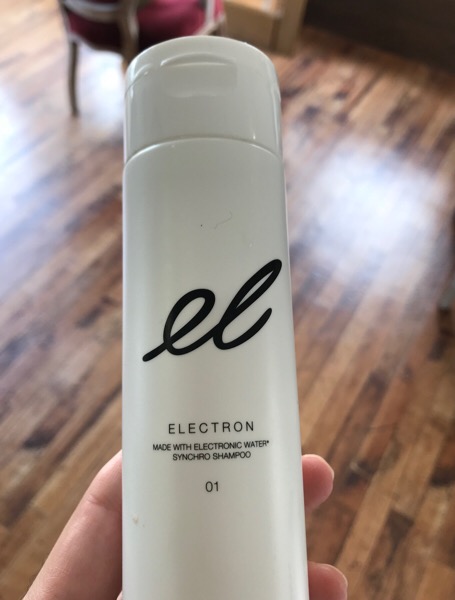 el
ELECTRON
MADE WITH ELECTRONIC WATER*
SYNCHRO SHAMPOO
01